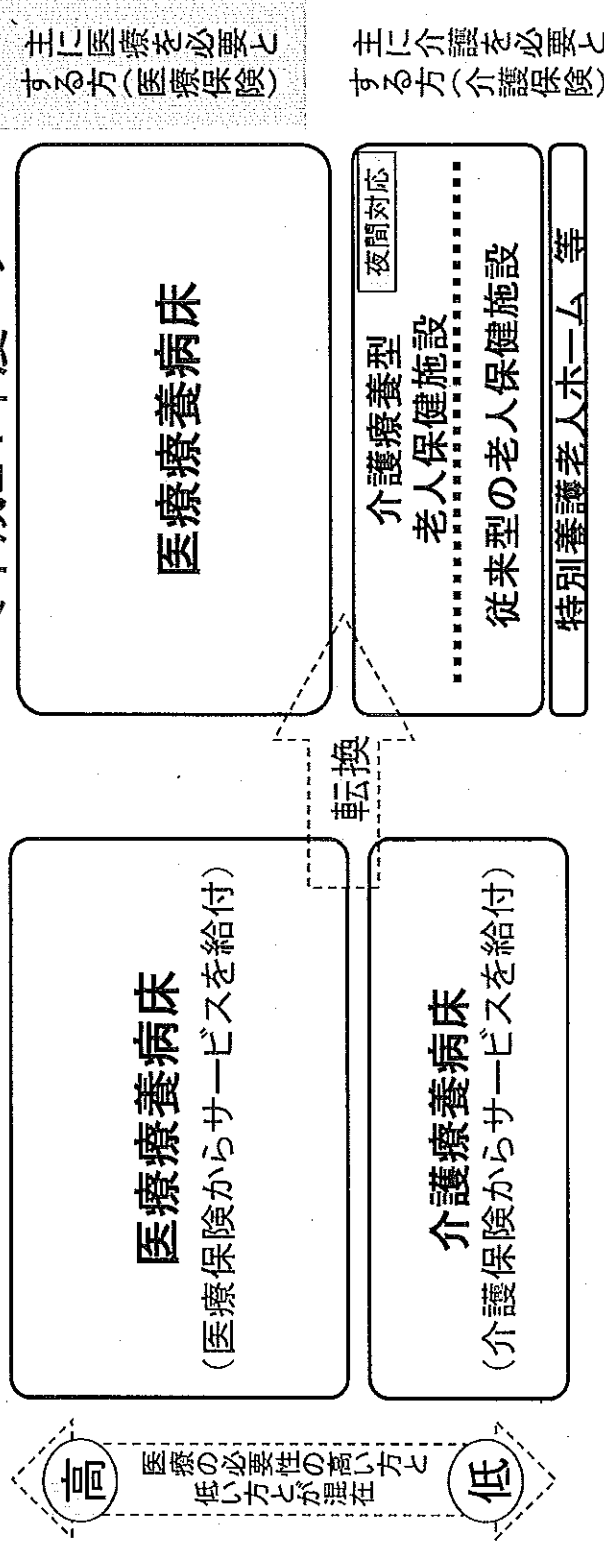 高
医療の必要性の高い方と
低い方とが混在
低
医療療養病床
(医療保険からサービスを給付)
介護療養病床
(介護保険からサービスを給付)
転換
医療療養病床
介護療養型
老人保健施設
夜間対応
従来型の老人保健施設
特別養護老人ホーム 等
主に医療を必要と
する方(医療保険)
主に介護を必要と
する方(介護保険)